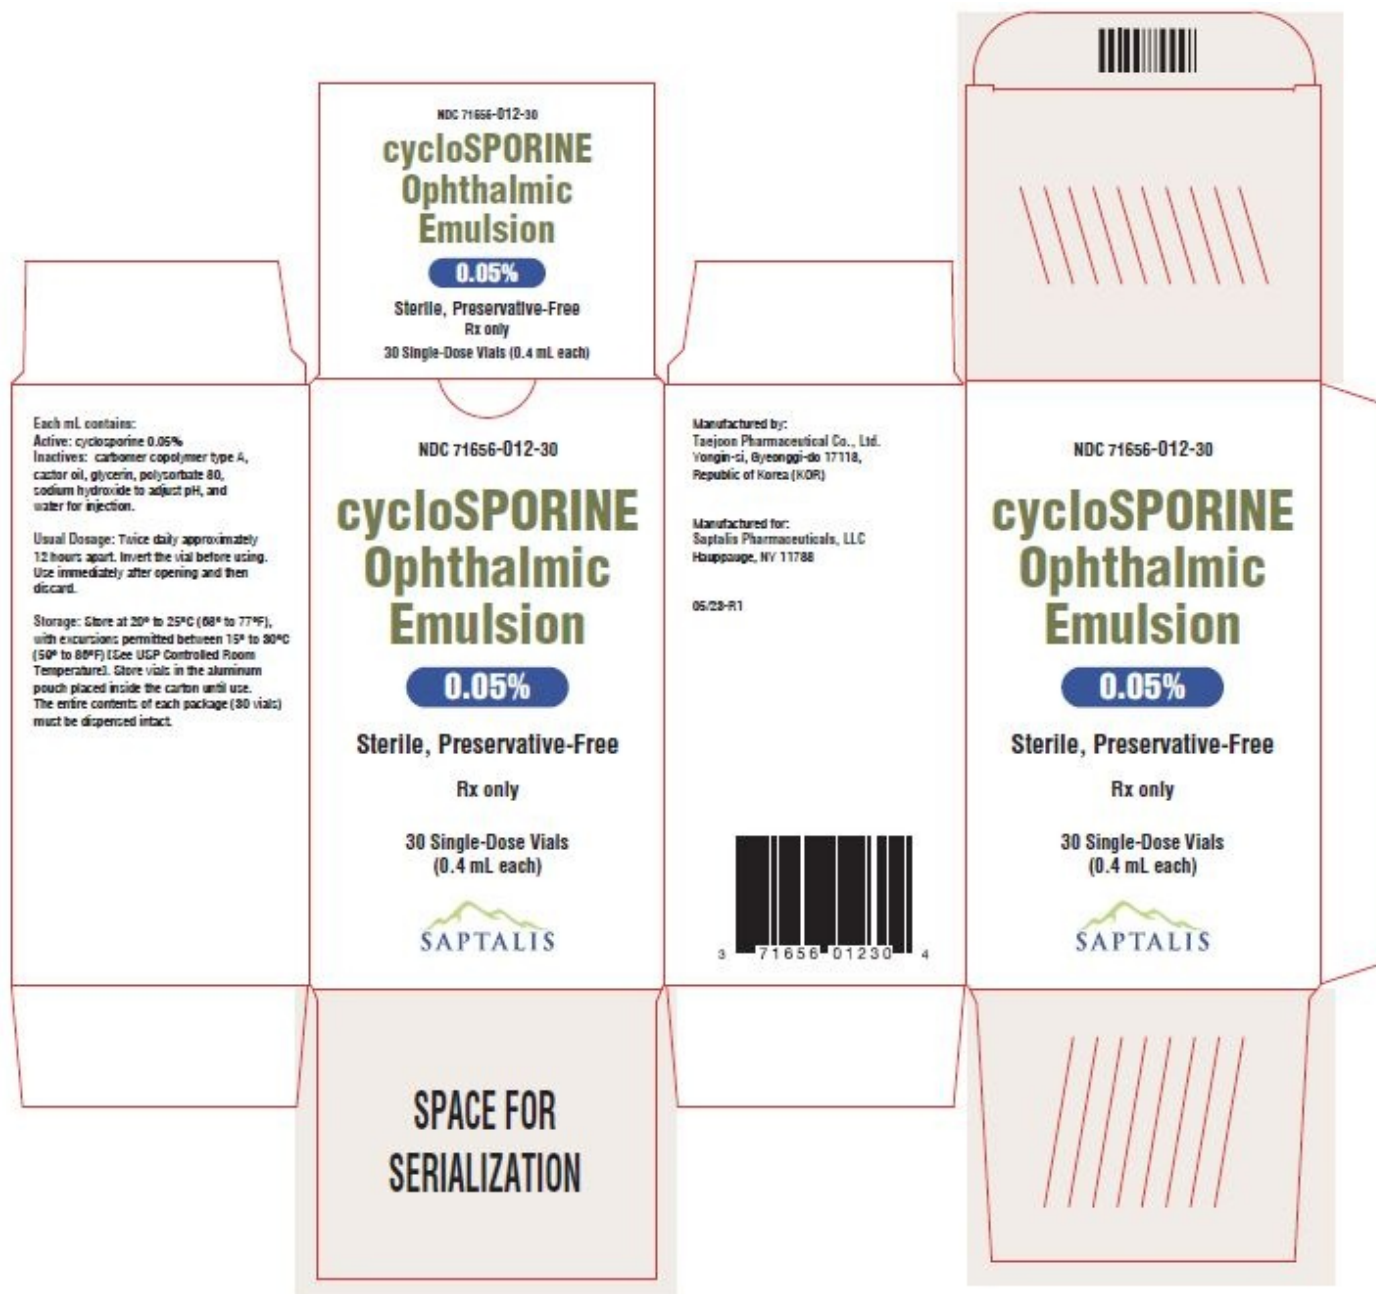 NDC 71656-012-30
cycloSPORINE
Ophthalmic
Emulsion
0.05%
Sterile, Preservative-Free
Rx only
30 Single-Dose Vials (0.4 mL each)
Each mL contains:
Active: cyclosporine 0.05%
Inactives: carbomer copolymer type A,
castor oil, glycerin, polysorbate 80,
sodium hydroxide to adjust pH, and
water for injection.
Usual Dosage: Twice daily approximately
12 hours apart. Invert the vial before using.
Use immediately after opening and then
discard.
Storage: Store at 20° to 25°C (68° to 77°F),
with excursions permitted between 15° to 30°C
(59° to 86°F) [See USP Controlled Room
Temperature]. Store vials in the aluminum
pouch placed inside the carton until use.
The entire contents of each package (30 vials)
must be dispensed intact.
NDC 71656-012-30
cycloSPORINE
Ophthalmic
Emulsion
0.05%
Sterile, Preservative-Free
Rx only
30 Single-Dose Vials
(0.4 mL each)
SAPTALIS
Manufactured by:
Taejoon Pharmaceutical Co., Ltd.
Yongin-si, Gyeonggi-do 17118,
Republic of Korea (KOR)
Manufactured for:
Saptalis Pharmaceuticals, LLC
Hauppauge, NY 11788
05/23-R1
3 71656 01230 4
NDC 71656-012-30
cycloSPORINE
Ophthalmic
Emulsion
0.05%
Sterile, Preservative-Free
Rx only
30 Single-Dose Vials
(0.4 mL each)
SAPTALIS
SPACE FOR
SERIALIZATION